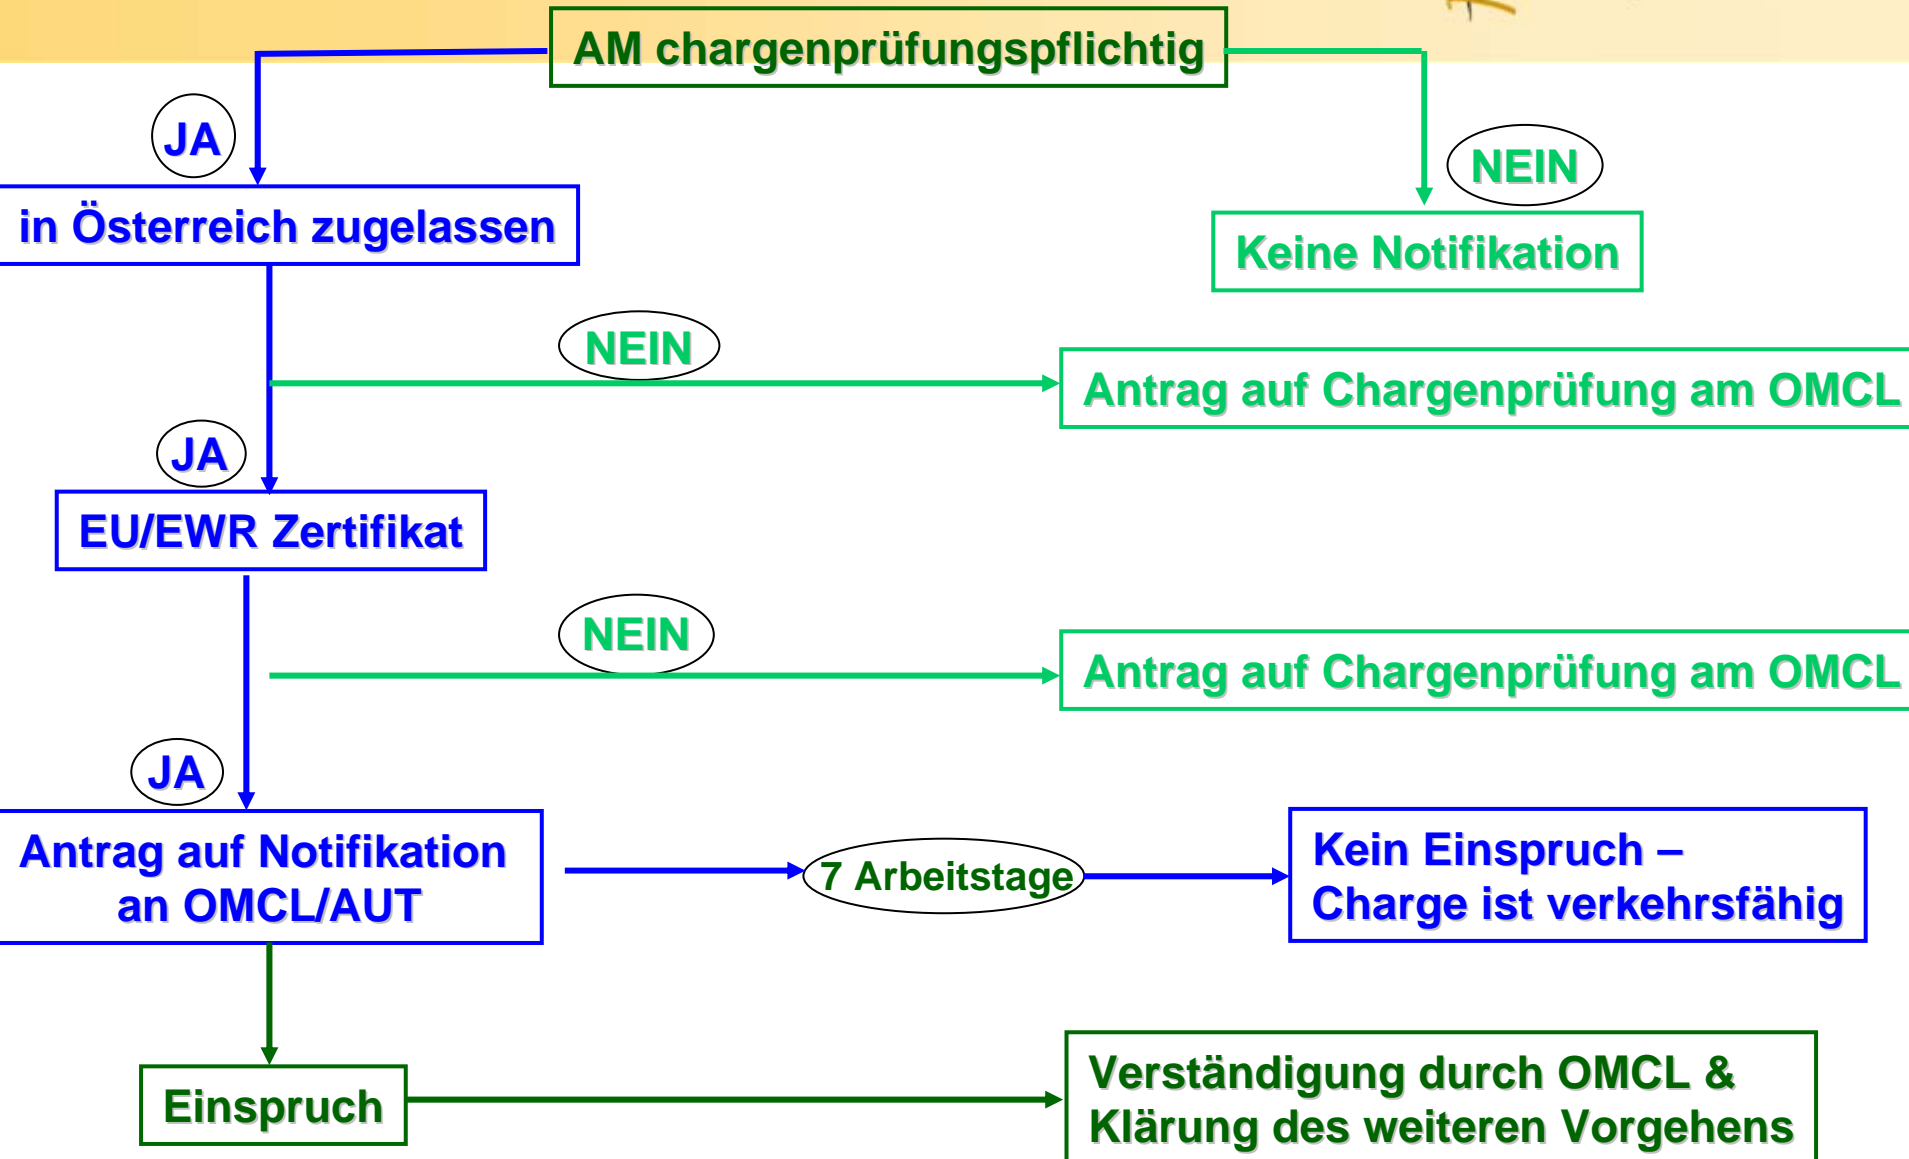 AM chargenprüfungspflichtig
JA
NEIN
in Österreich zugelassen
Keine Notifikation
NEIN
Antrag auf Chargenprüfung am OMCL
JA
EU/EWR Zertifikat
NEIN
Antrag auf Chargenprüfung am OMCL
JA
Antrag auf Notifikation
an OMCL/AUT
7 Arbeitstage
Kein Einspruch –
Charge ist verkehrsfähig
Einspruch
Verständigung durch OMCL &
Klärung des weiteren Vorgehens